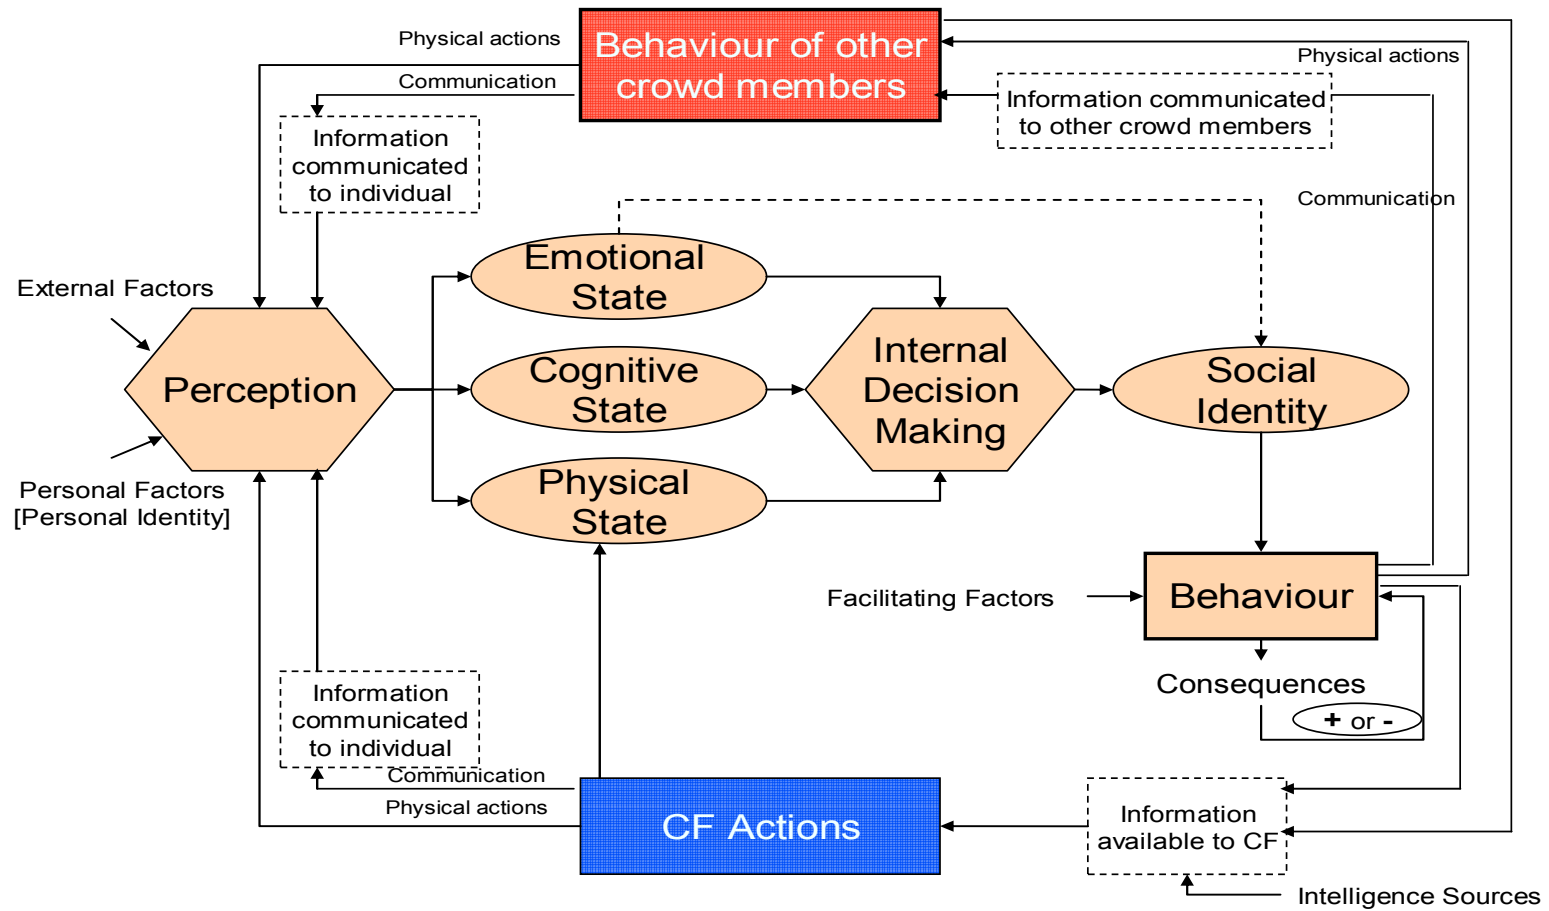 Physical actions
Behaviour of other
crowd members
Physical actions
Communication
Information communicated
to other crowd members
Information
communicated
to individual
Communication
Emotional
State
External Factors
Internal
Decision
Making
Cognitive
State
Social
Identity
Perception
Physical
State
Personal Factors
[Personal Identity]
Facilitating Factors
Behaviour
Consequences
+ or -
Information
communicated
to individual
Communication
Physical actions
CF Actions
Information
available to CF
Intelligence Sources